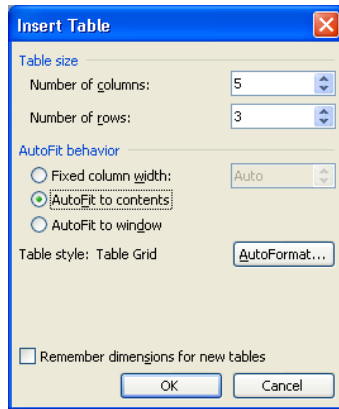 Insert Table
Table size
Number of columns: 5
Number of rows: 3
AutoFit behavior
Fixed column width: Auto
AutoFit to contents
AutoFit to window
Table style: Table Grid AutoFormat...
Remember dimensions for new tables
OK Cancel